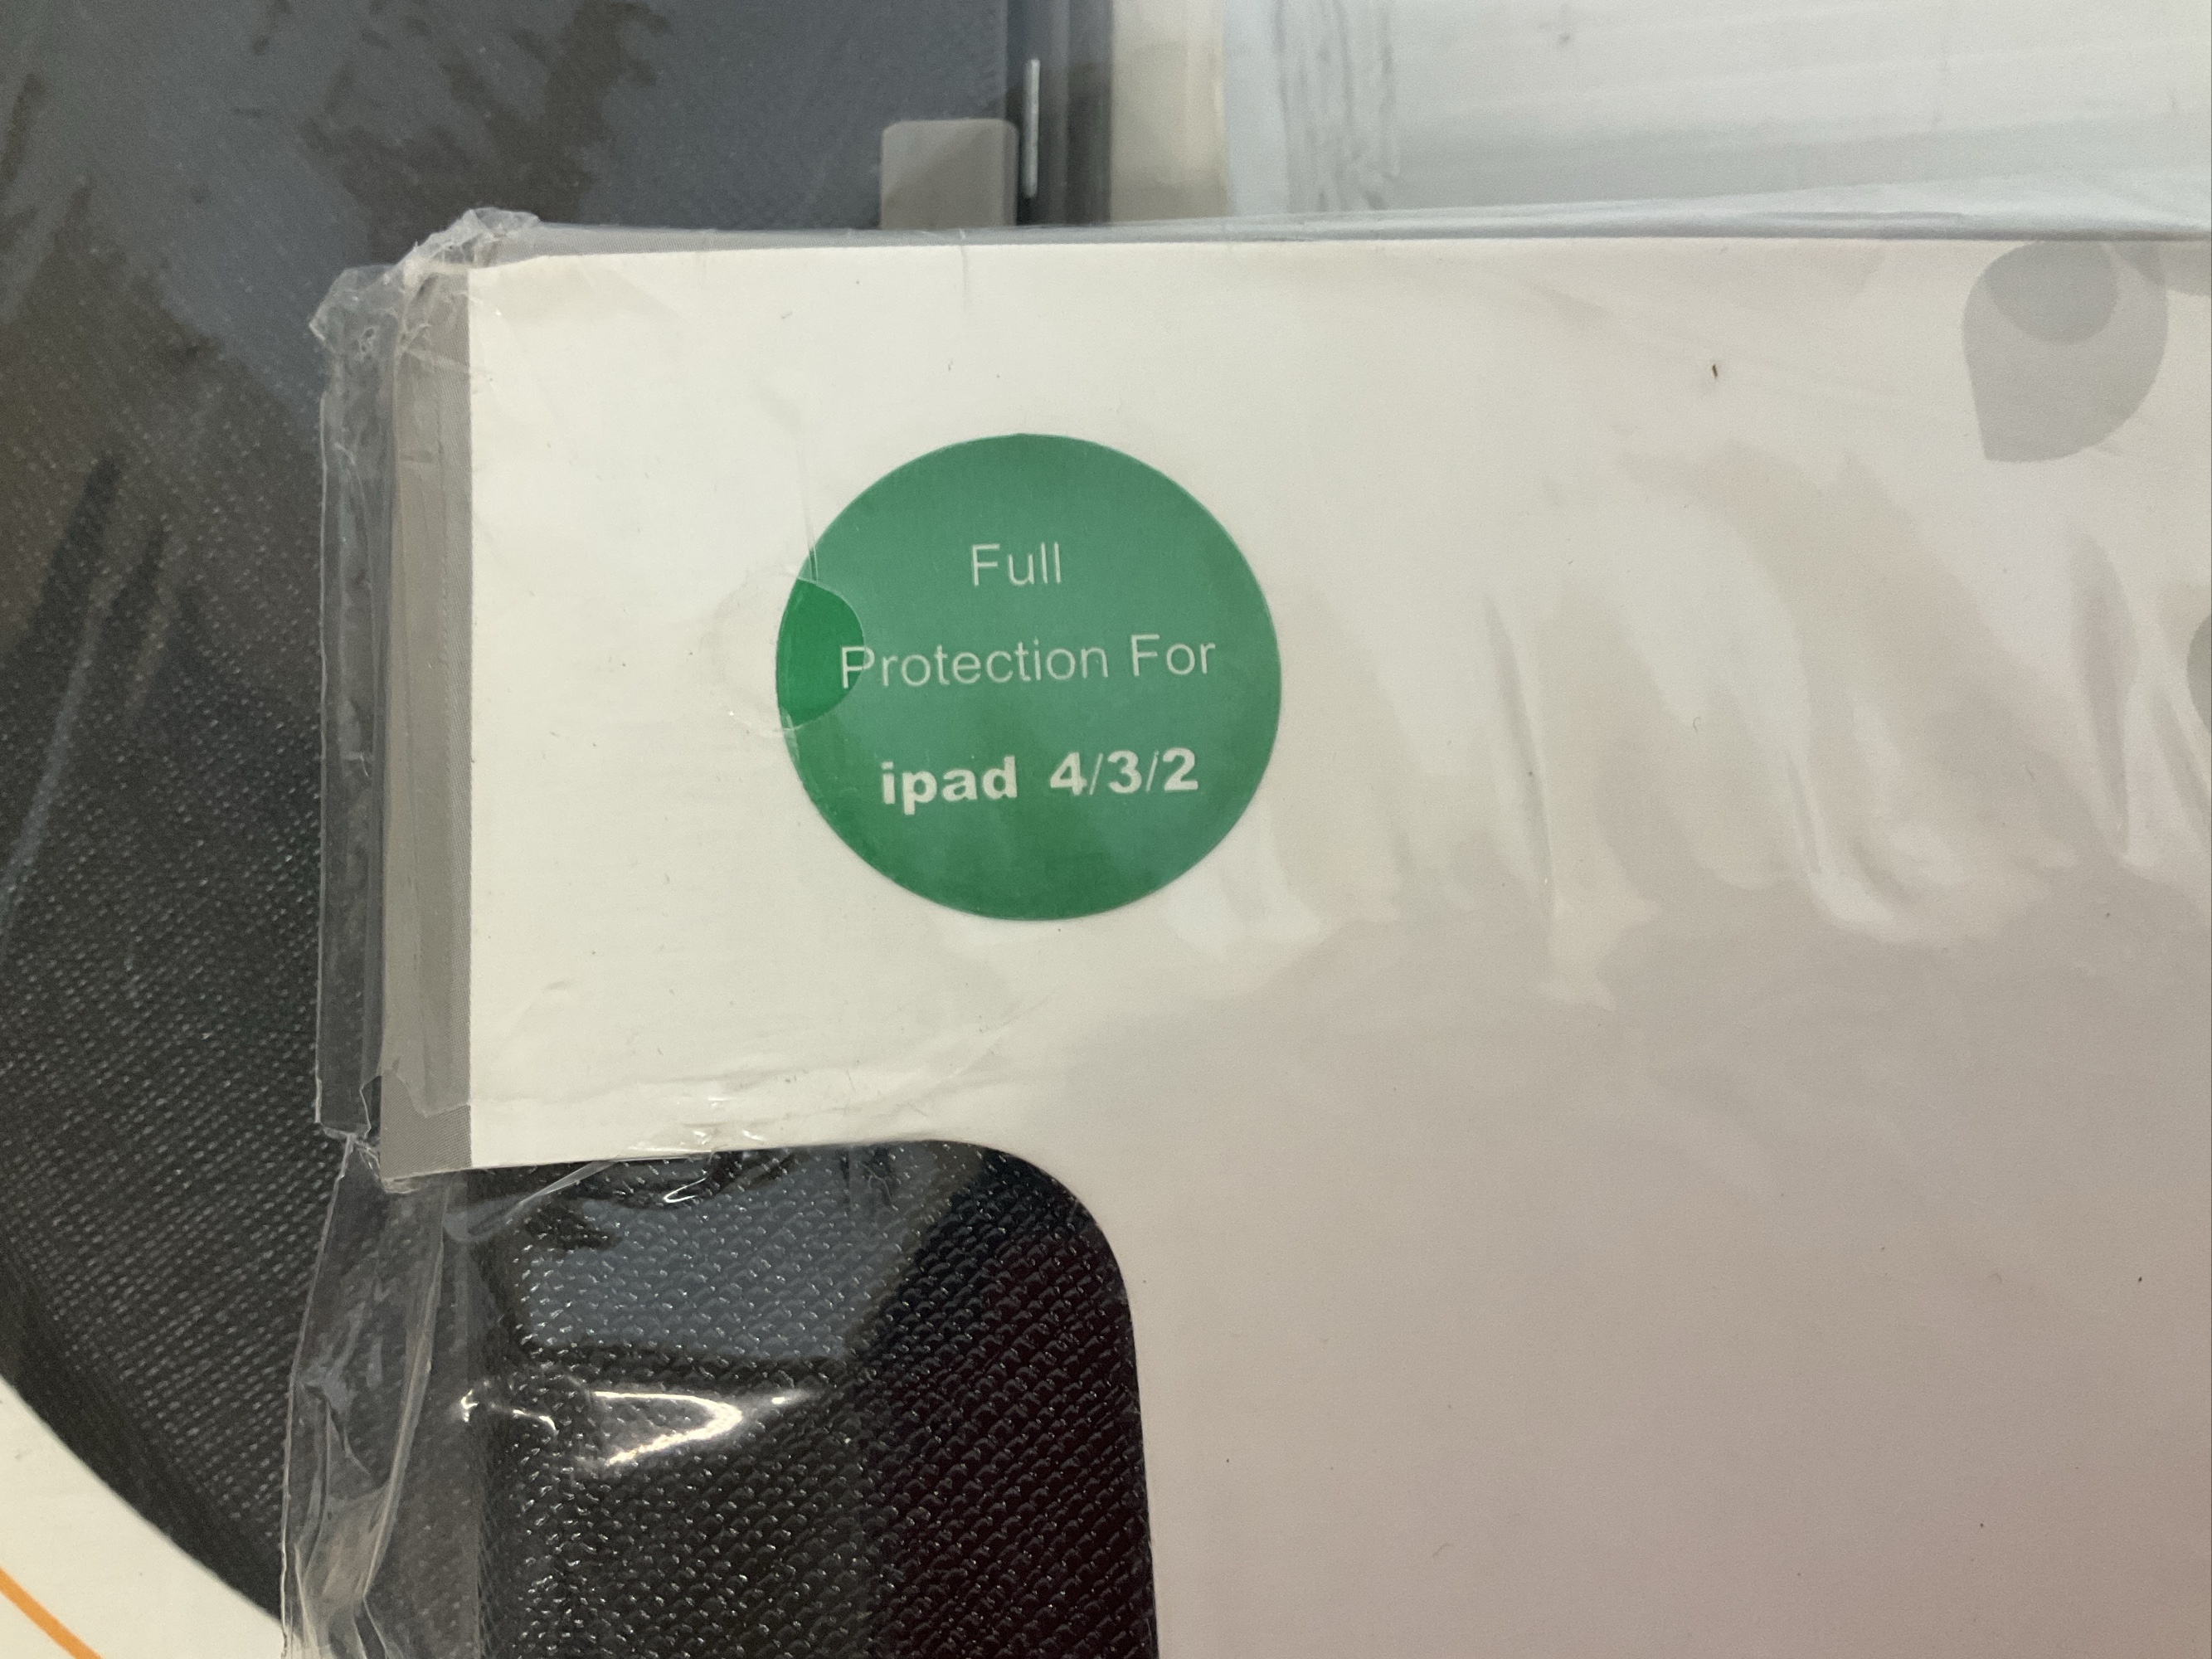 Full
Protection For
ipad 4/3/2